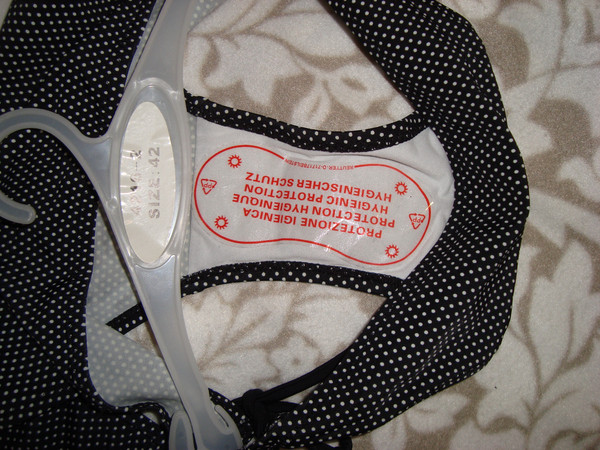 PROTEZIONE IGIENICA
PROTECTION HYGIENIQUE
HYGIENIC PROTECTION
HYGIENISCHER SCHUTZ
SIZE:42